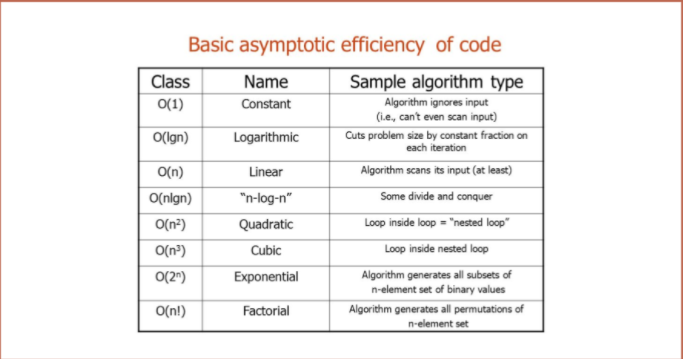 Basic asymptotic efficiency of code
Class Name Sample algorithm type
O(1) Constant Algorithm ignores input
(i.e., can't even scan input)
O(lgn) Logarithmic Cuts problem size by constant fraction on
each iteration
O(n) Linear Algorithm scans its input (at least)
O(nlgn) "n-log-n" Some divide and conquer
O(n²) Quadratic Loop inside loop = "nested loop"
O(n³) Cubic Loop inside nested loop
O(2ⁿ) Exponential Algorithm generates all subsets of
n-element set of binary values
O(n!) Factorial Algorithm generates all permutations of
n-element set